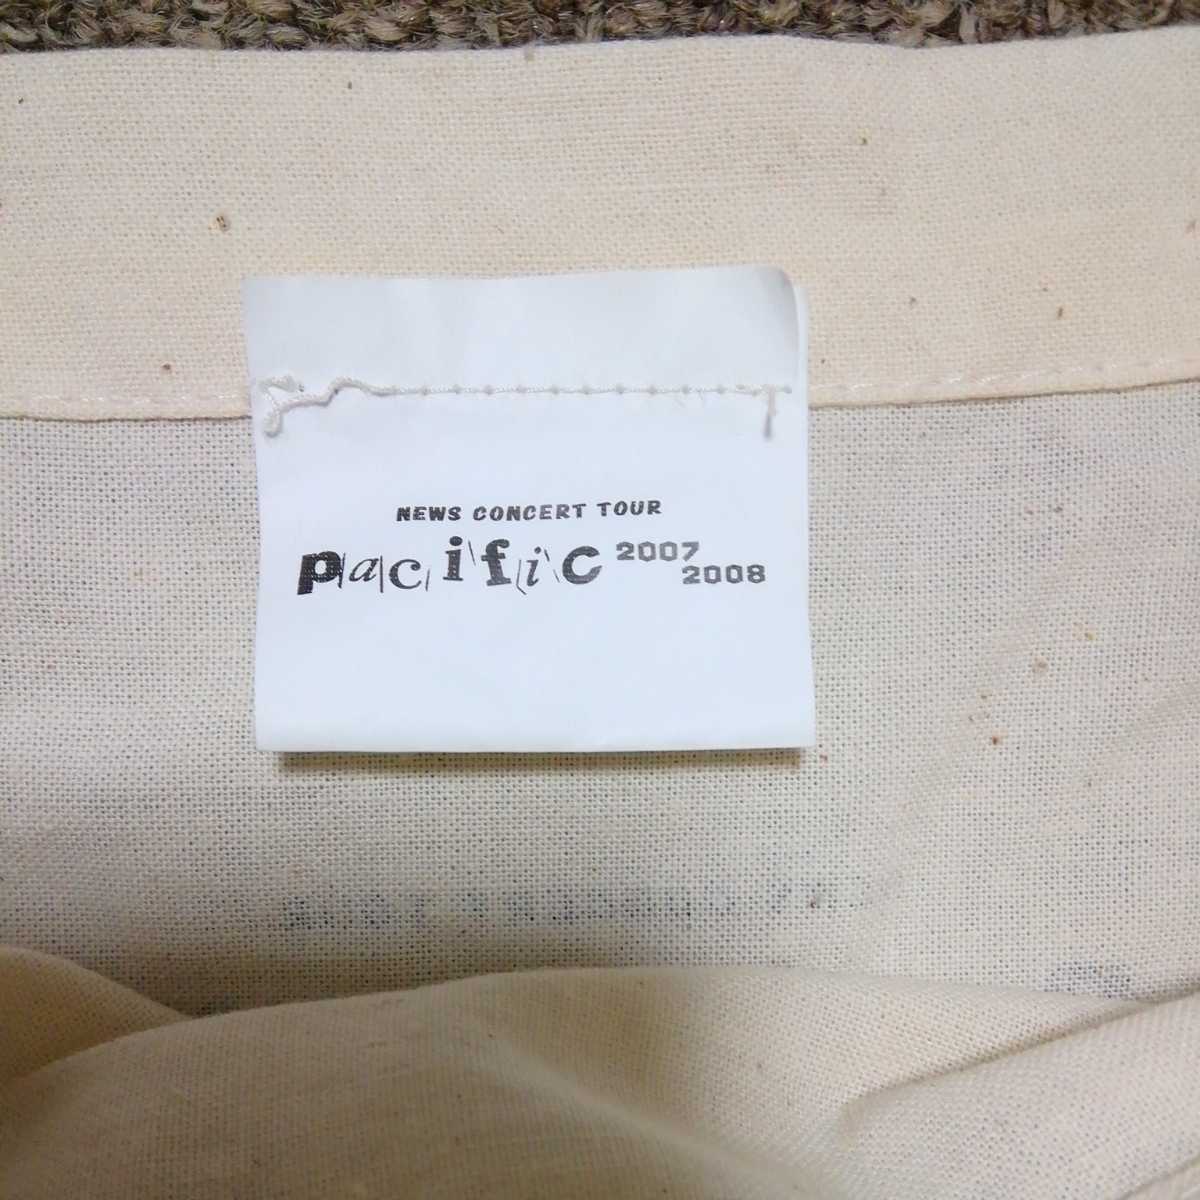 NEWS CONCERT TOUR
pacific 2007
2008